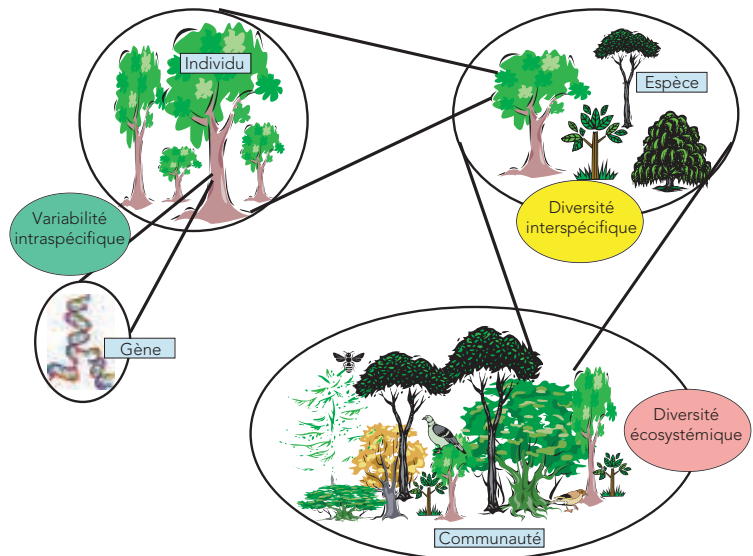 Individu
Espèce
Variabilité
intraspécifique
Diversité
interspécifique
Gène
Diversité
écosystémique
Communauté